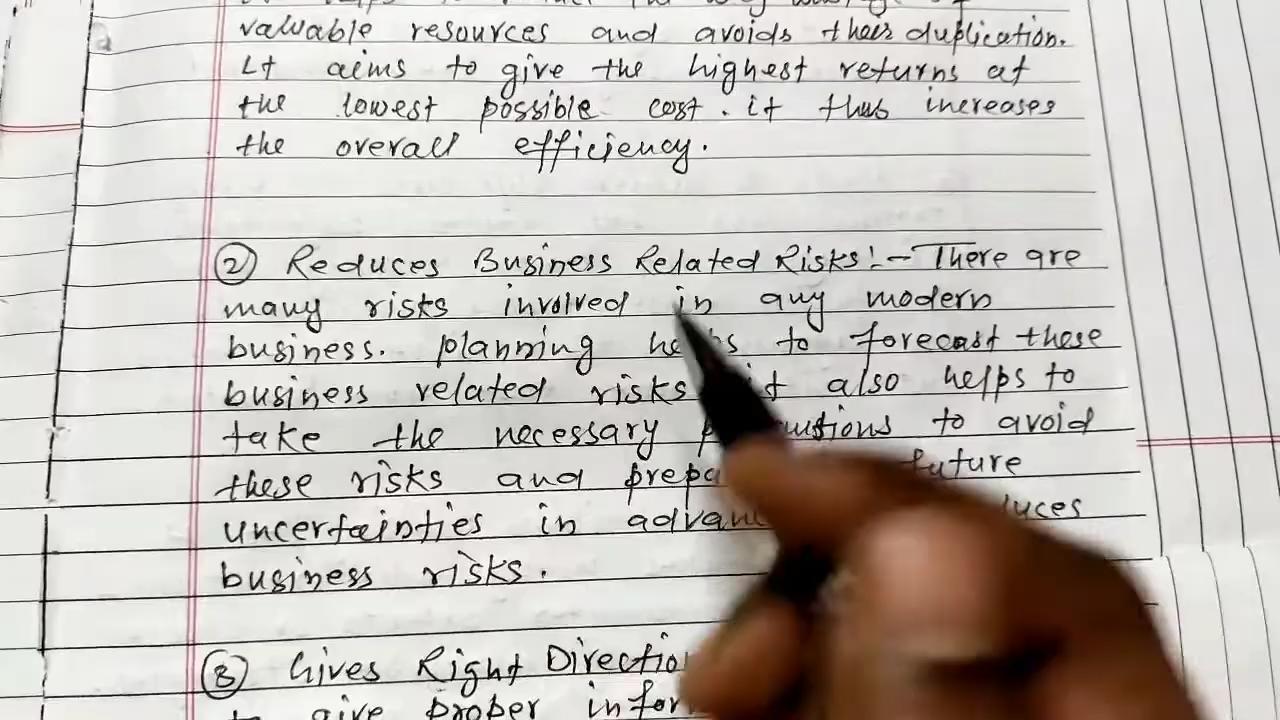 valuable resources and avoids their duplication.
It aims to give the highest returns at
the lowest possible cost. it thus increases
the overall efficiency.
② Reduces Business Related Risks:- There are
many risks involved in any modern
business. planning helps to forecast these
business related risks it also helps to
take the necessary to avoid
these risks and future
uncertainties in
business risks.
③ Gives Right
give proper